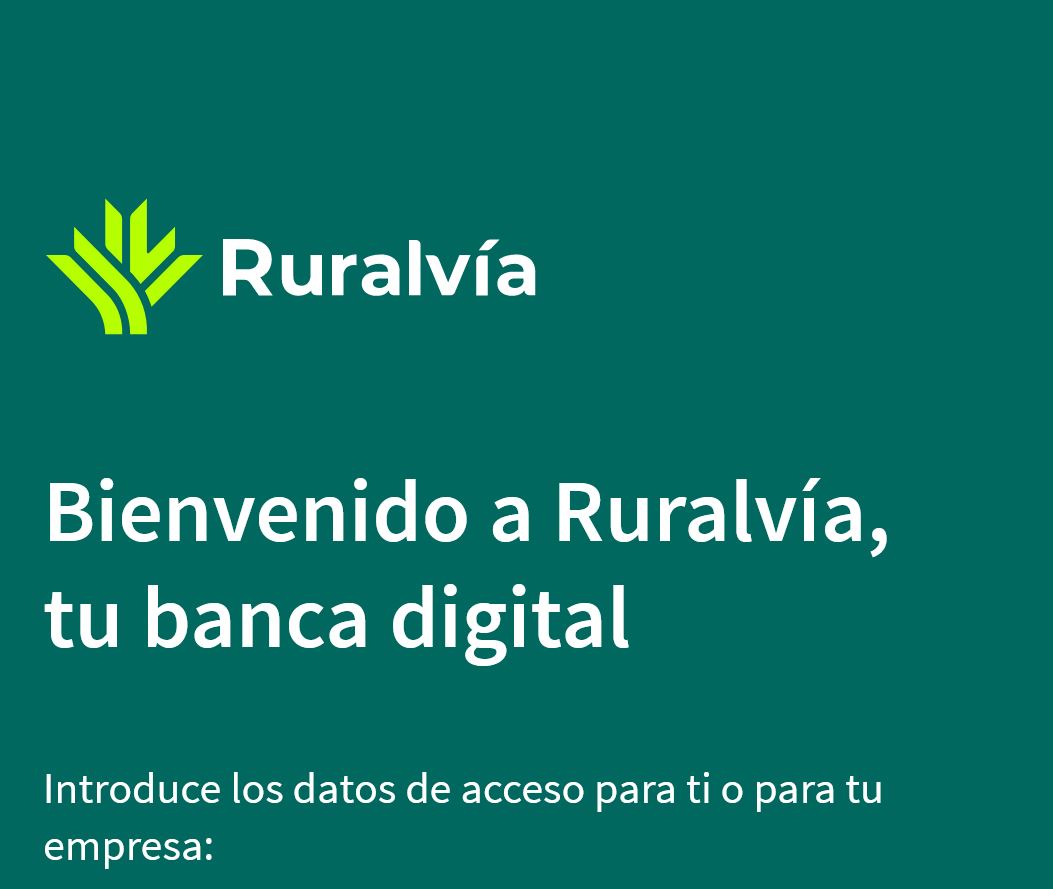 Ruralvía
Bienvenido a Ruralvía,
tu banca digital
Introduce los datos de acceso para ti o para tu
empresa: